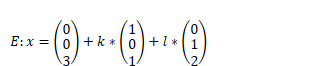 E: x = (0 0 3) + k * (1 0 1) + l * (0 1 2)